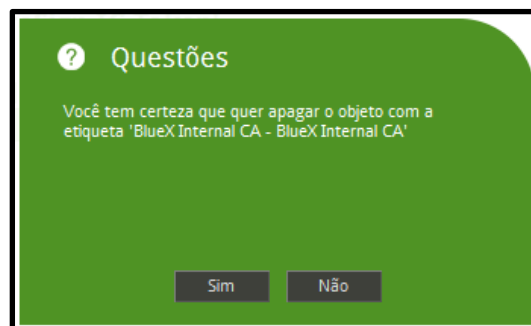 ? Questões
Você tem certeza que quer apagar o objeto com a
etiqueta 'BlueX Internal CA - BlueX Internal CA'
Sim Não